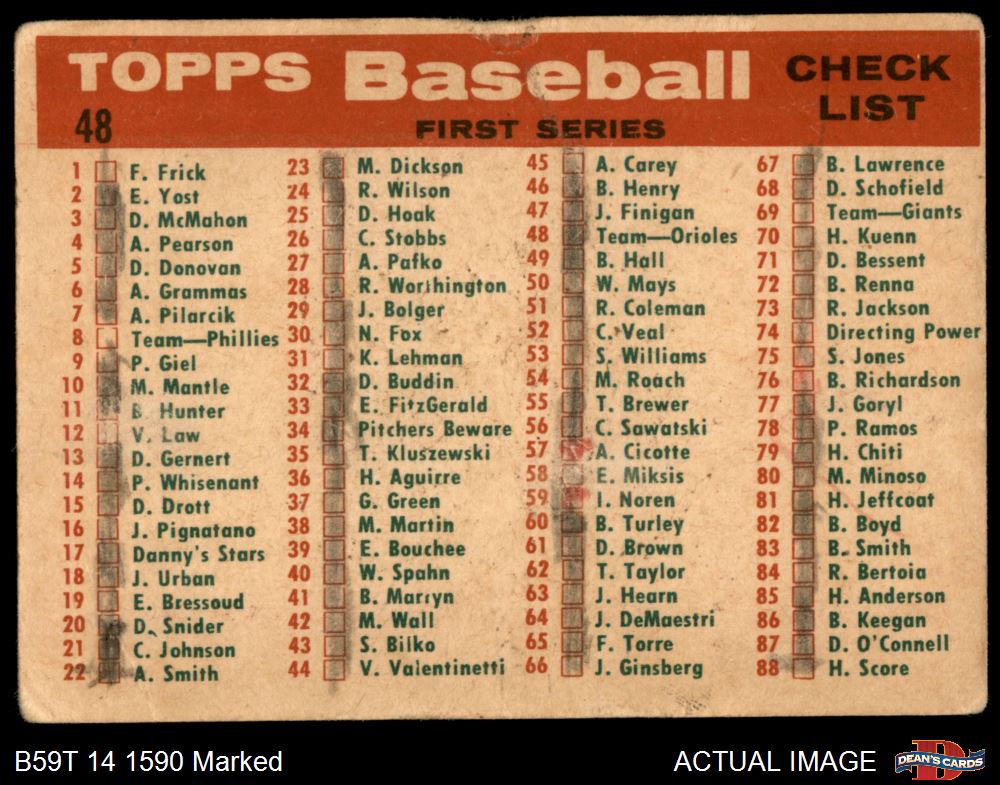 TOPPS Baseball CHECK LIST
48
FIRST SERIES
1 F. Frick
2 E. Yost
3 D. McMahon
4 A. Pearson
5 D. Donovan
6 A. Grammas
7 A. Pilarcik
8 Team—Phillies
9 P. Giel
10 M. Mantle
11 B. Hunter
12 V. Law
13 D. Gernert
14 P. Whisenant
15 D. Drott
16 J. Pignatano
17 Danny's Stars
18 J. Urban
19 E. Bressoud
20 D. Snider
21 C. Johnson
22 A. Smith
23 M. Dickson
24 R. Wilson
25 D. Hoak
26 C. Stobbs
27 A. Pafko
28 R. Worthington
29 J. Bolger
30 N. Fox
31 K. Lehman
32 D. Buddin
33 E. FitzGerald
34 Pitchers Beware
35 T. Kluszewski
36 H. Aguirre
37 G. Green
38 M. Martin
39 E. Bouchee
40 W. Spahn
41 B. Martyn
42 M. Wall
43 S. Bilko
44 V. Valentinetti
45 A. Carey
46 B. Henry
47 J. Finigan
48 Team—Orioles
49 B. Hall
50 W. Mays
51 R. Coleman
52 C. Veal
53 S. Williams
54 M. Roach
55 T. Brewer
56 C. Sawatski
57 A. Cicotte
58 E. Miksis
59 I. Noren
60 B. Turley
61 D. Brown
62 T. Taylor
63 J. Hearn
64 J. DeMaestri
65 F. Torre
66 J. Ginsberg
67 B. Lawrence
68 D. Schofield
69 Team—Giants
70 H. Kuenn
71 D. Bessent
72 B. Renna
73 R. Jackson
74 Directing Power
75 S. Jones
76 B. Richardson
77 J. Goryl
78 P. Ramos
79 H. Chiti
80 M. Minoso
81 H. Jeffcoat
82 B. Boyd
83 B. Smith
84 R. Bertoia
85 H. Anderson
86 B. Keegan
87 D. O'Connell
88 H. Score
B59T 14 1590 Marked
ACTUAL IMAGE
D
DEAN'S CARDS